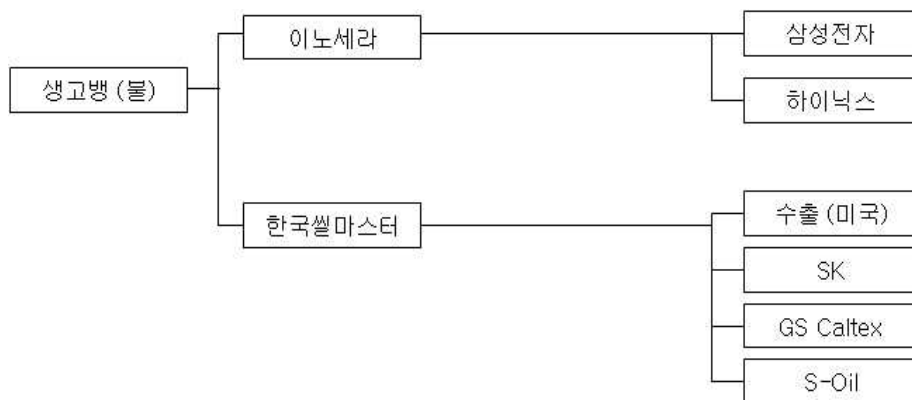 이노세라
삼성전자
생고뱅 (불)
하이닉스
한국씰마스터
수출 (미국)
SK
GS Caltex
S-Oil